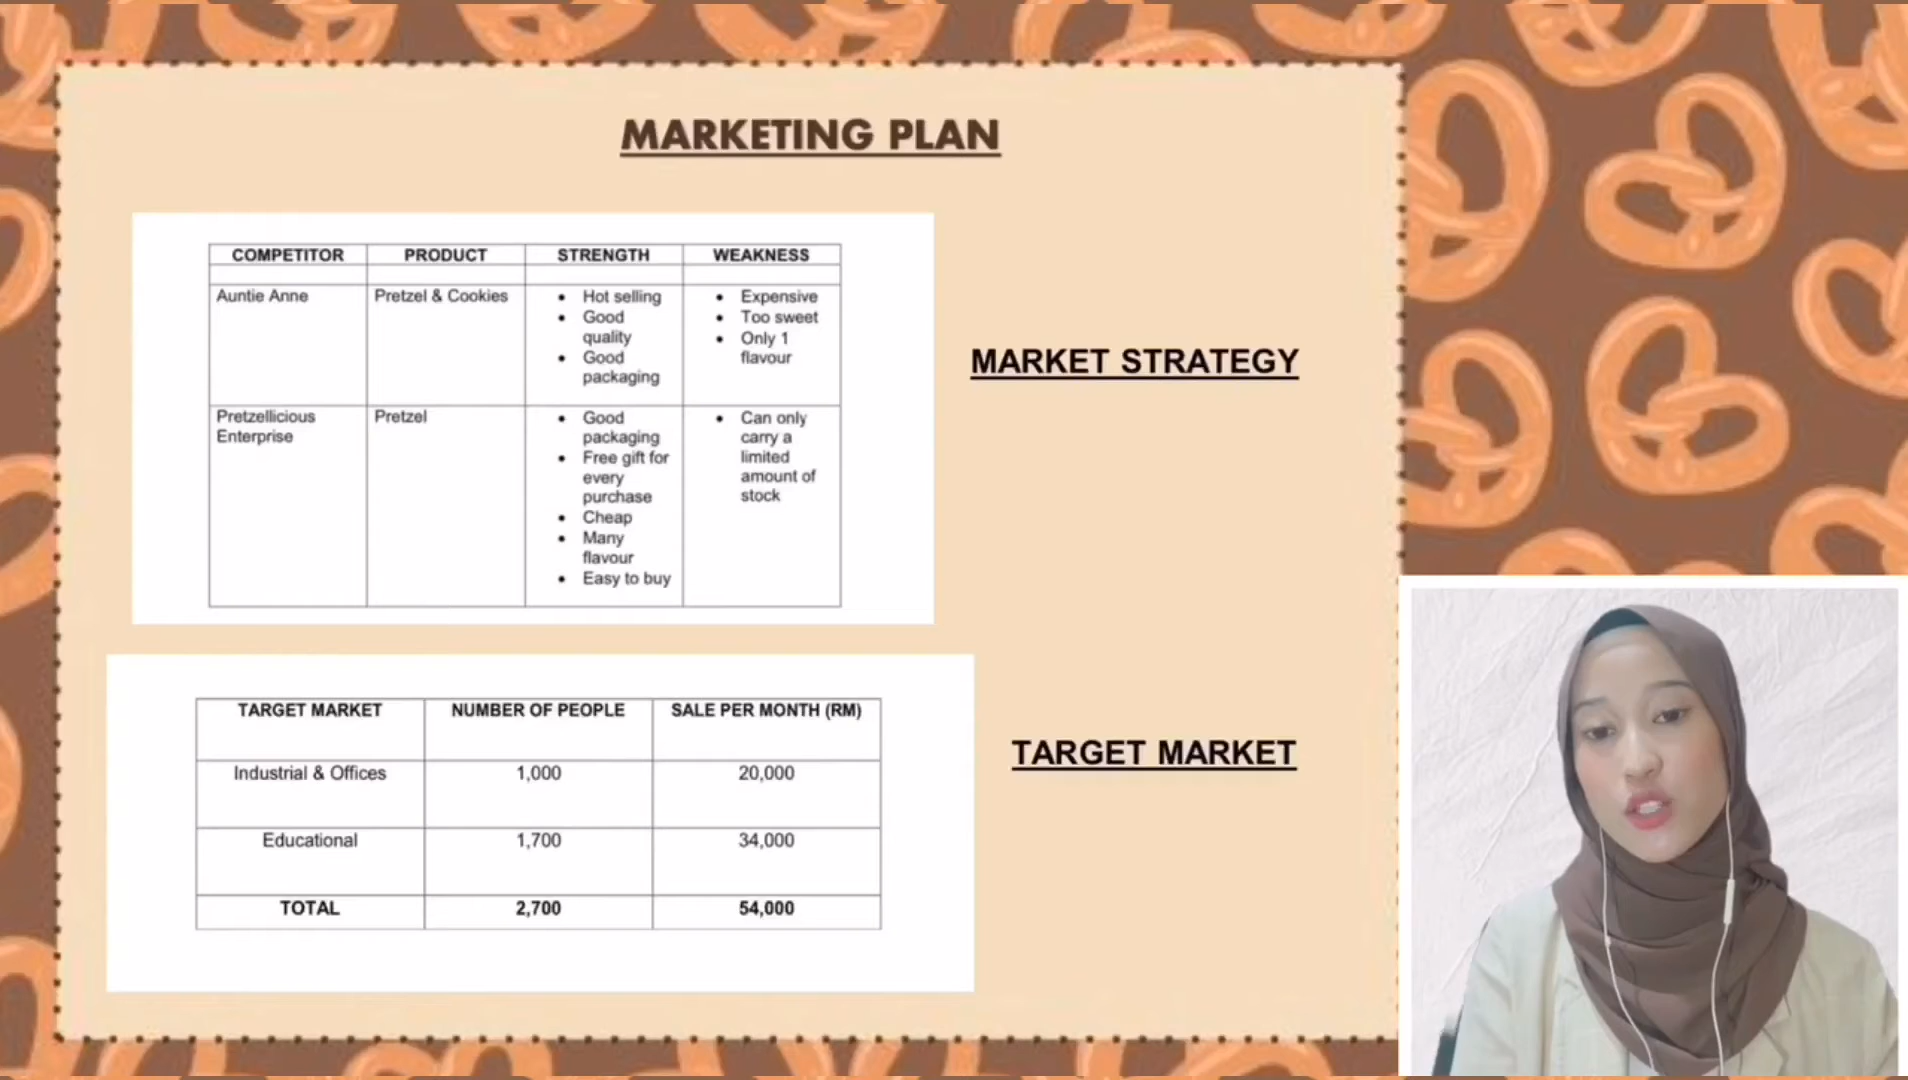 MARKETING PLAN
COMPETITOR PRODUCT STRENGTH WEAKNESS
Auntie Anne Pretzel & Cookies • Hot selling • Expensive
• Good • Too sweet
quality • Only 1
• Good flavour
packaging
Pretzellicious Pretzel • Good • Can only
Enterprise packaging carry a
• Free gift for limited
every amount of
purchase stock
• Cheap
• Many
flavour
• Easy to buy
MARKET STRATEGY
TARGET MARKET NUMBER OF PEOPLE SALE PER MONTH (RM)
Industrial & Offices 1,000 20,000
Educational 1,700 34,000
TOTAL 2,700 54,000
TARGET MARKET